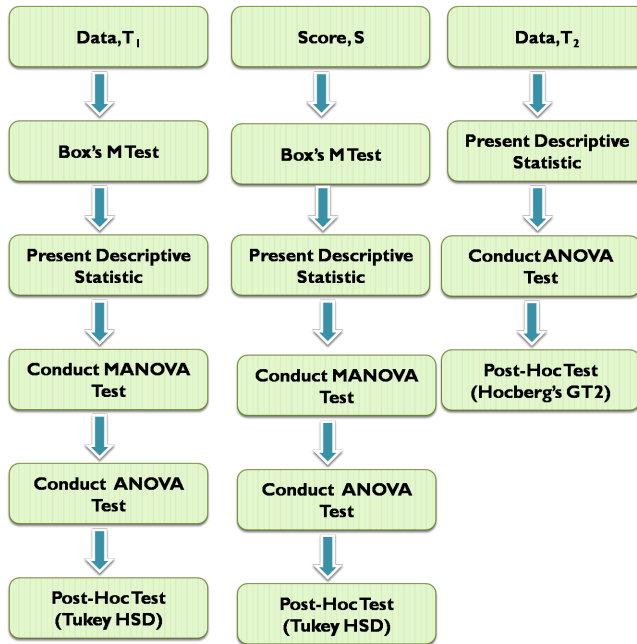 Data, T₁
Box's M Test
Present Descriptive
Statistic
Conduct MANOVA
Test
Conduct ANOVA
Test
Post-Hoc Test
(Tukey HSD)
Score, S
Box's M Test
Present Descriptive
Statistic
Conduct MANOVA
Test
Conduct ANOVA
Test
Post-Hoc Test
(Tukey HSD)
Data, T₂
Present Descriptive
Statistic
Conduct ANOVA
Test
Post-Hoc Test
(Hocberg's GT2)